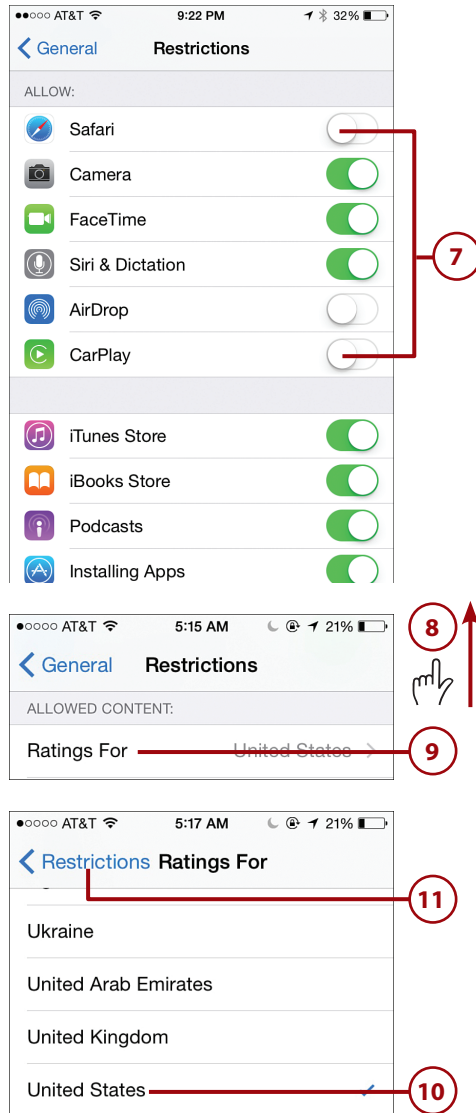 AT&T 9:22 PM 32%
General Restrictions
ALLOW:
Safari
Camera
FaceTime
7
Siri & Dictation
AirDrop
CarPlay
iTunes Store
iBooks Store
Podcasts
Installing Apps
AT&T 5:15 AM 21%
8
General Restrictions
ALLOWED CONTENT:
Ratings For United States
9
AT&T 5:17 AM 21%
Restrictions Ratings For
11
Ukraine
United Arab Emirates
United Kingdom
United States
10